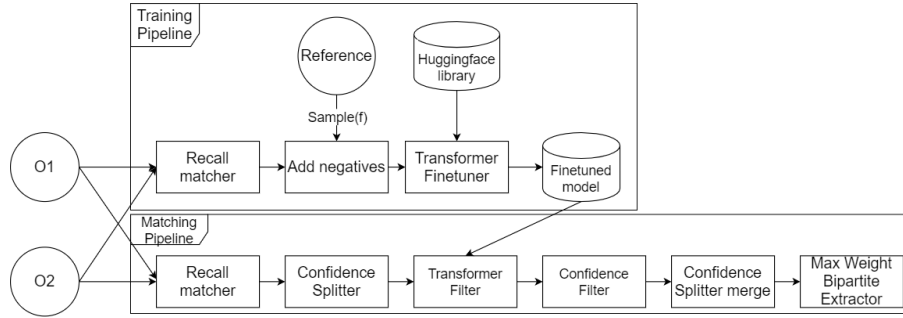 Training
Pipeline
Reference
Huggingface
library
Sample(f)
O1
Recall
matcher
Add negatives
Transformer
Finetuner
Finetuned
model
Matching
Pipeline
O2
Recall
matcher
Confidence
Splitter
Transformer
Filter
Confidence
Filter
Confidence
Splitter merge
Max Weight
Bipartite
Extractor